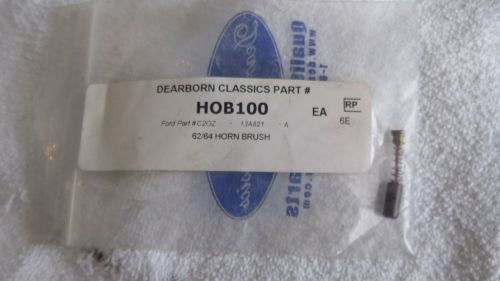 DEARBORN CLASSICS PART #
HOB100
EA
RP
6E
Ford Part # C2OZ - 13A821 - A
62/64 HORN BRUSH